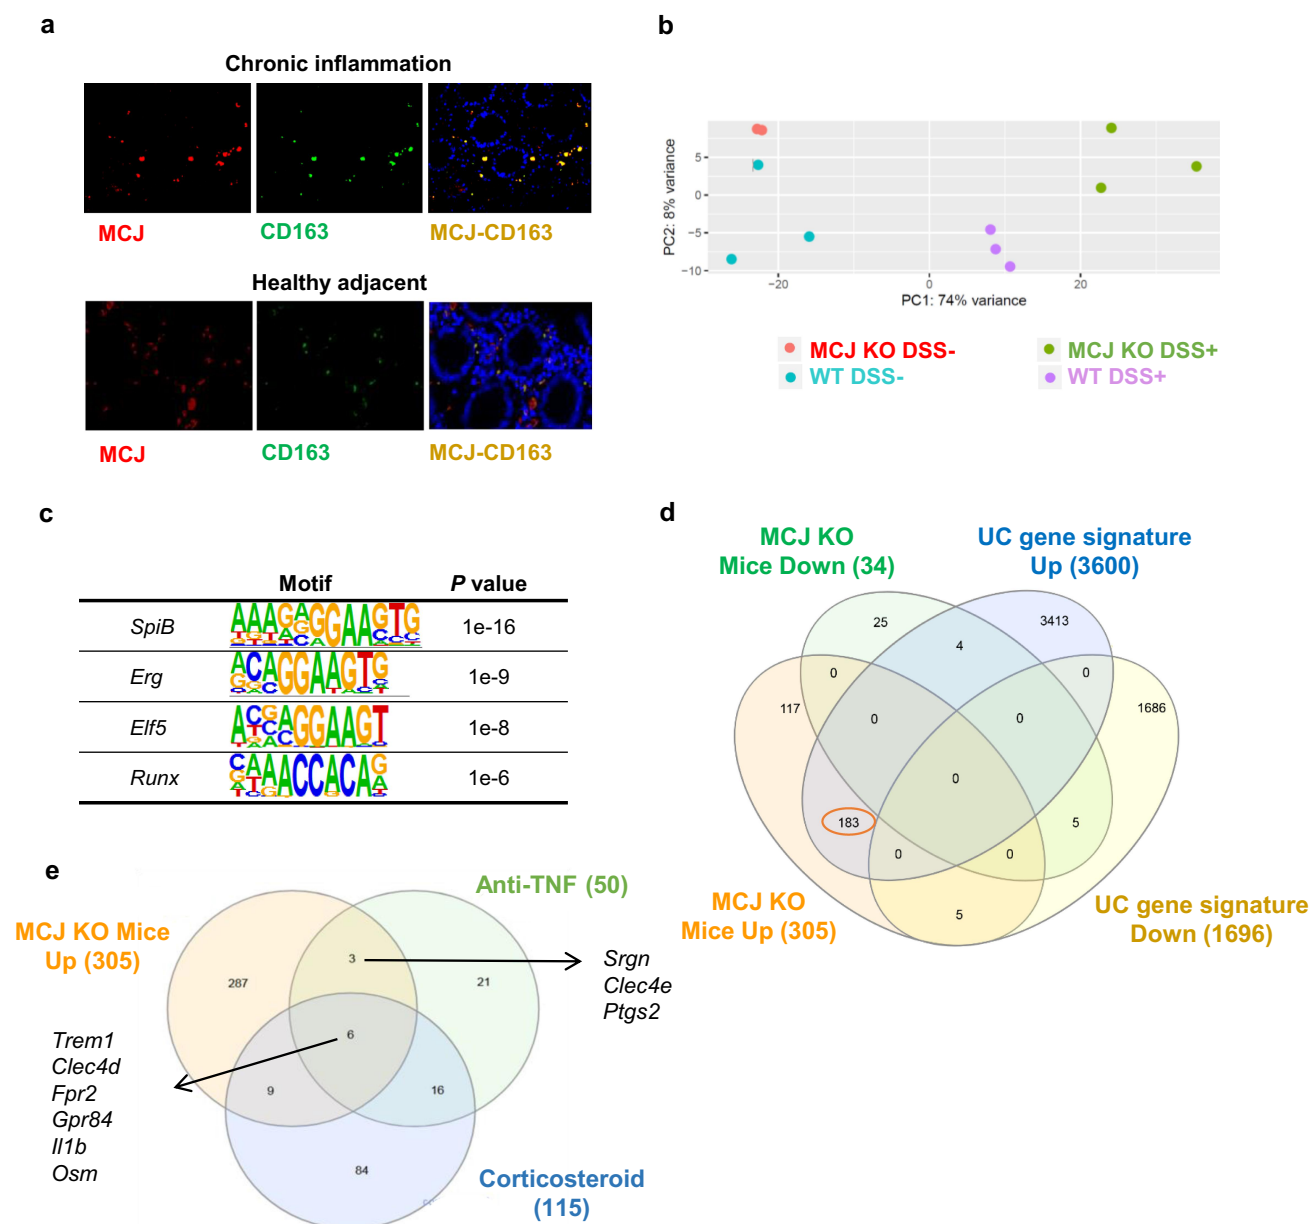 a
Chronic inflammation
MCJ
CD163
MCJ-CD163
Healthy adjacent
MCJ
CD163
MCJ-CD163
b
PC2: 8% variance
5
0
−5
−10
−20
0
20
PC1: 74% variance
MCJ KO DSS-
MCJ KO DSS+
WT DSS-
WT DSS+
c
Motif
P value
SpiB
1e-16
Erg
1e-9
Elf5
1e-8
Runx
1e-6
d
MCJ KO
Mice Down (34)
UC gene signature
Up (3600)
25
4
3413
0
0
117
0
0
1686
0
183
5
0
0
5
MCJ KO
Mice Up (305)
UC gene signature
Down (1696)
e
Anti-TNF (50)
MCJ KO Mice
Up (305)
3
287
21
Srgn
Clec4e
Ptgs2
6
9
16
84
Trem1
Clec4d
Fpr2
Gpr84
Il1b
Osm
Corticosteroid
(115)